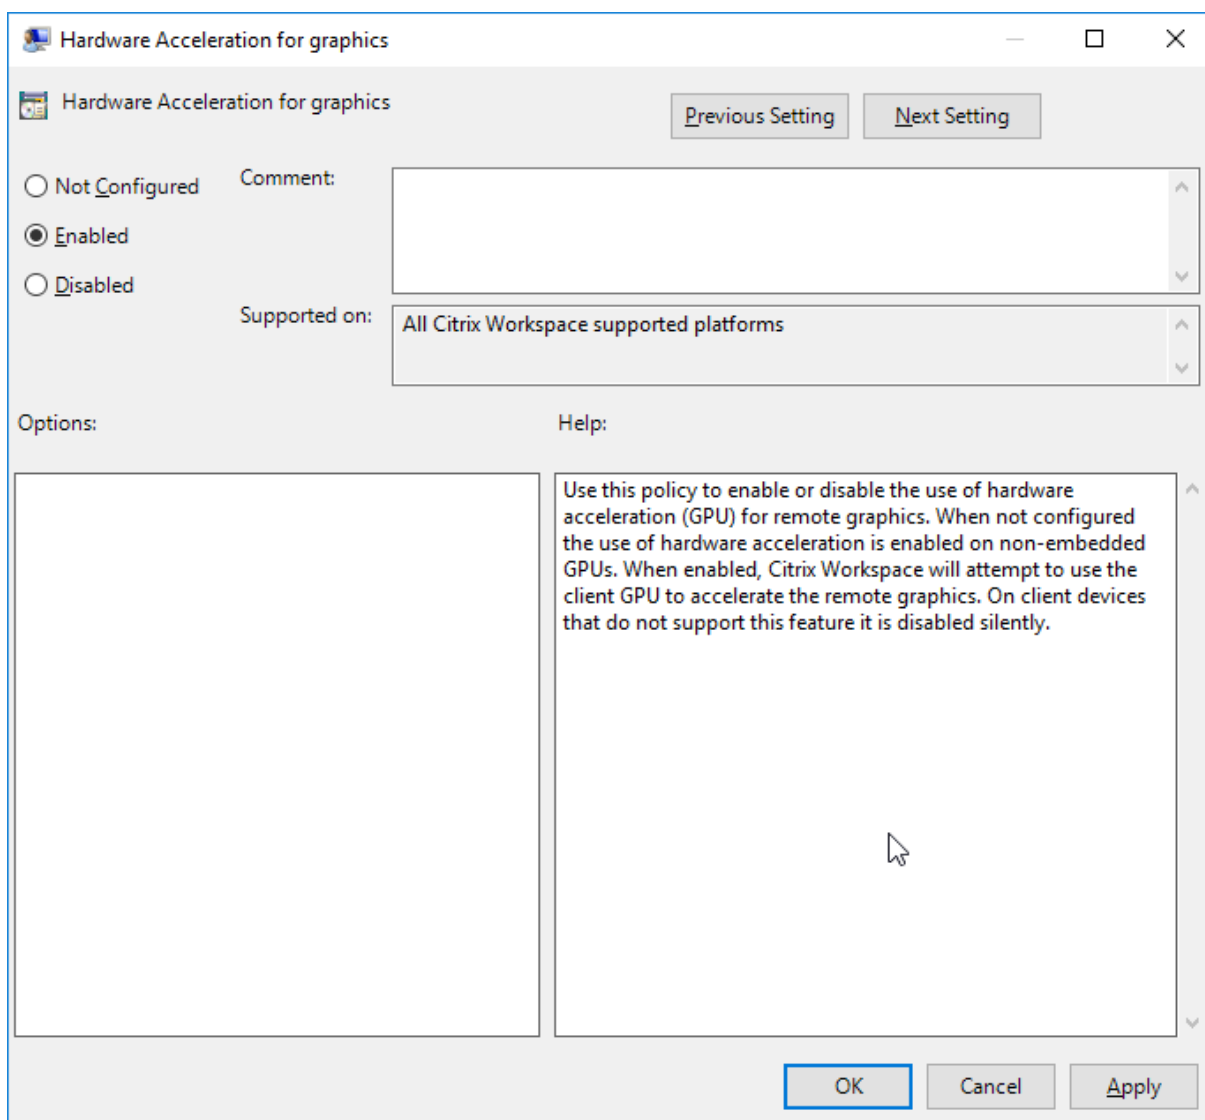 Hardware Acceleration for graphics
Hardware Acceleration for graphics
Previous Setting
Next Setting
Not Configured
Comment:
Enabled
Disabled
Supported on:
All Citrix Workspace supported platforms
Options:
Help:
Use this policy to enable or disable the use of hardware
acceleration (GPU) for remote graphics. When not configured
the use of hardware acceleration is enabled on non-embedded
GPUs. When enabled, Citrix Workspace will attempt to use the
client GPU to accelerate the remote graphics. On client devices
that do not support this feature it is disabled silently.
OK
Cancel
Apply